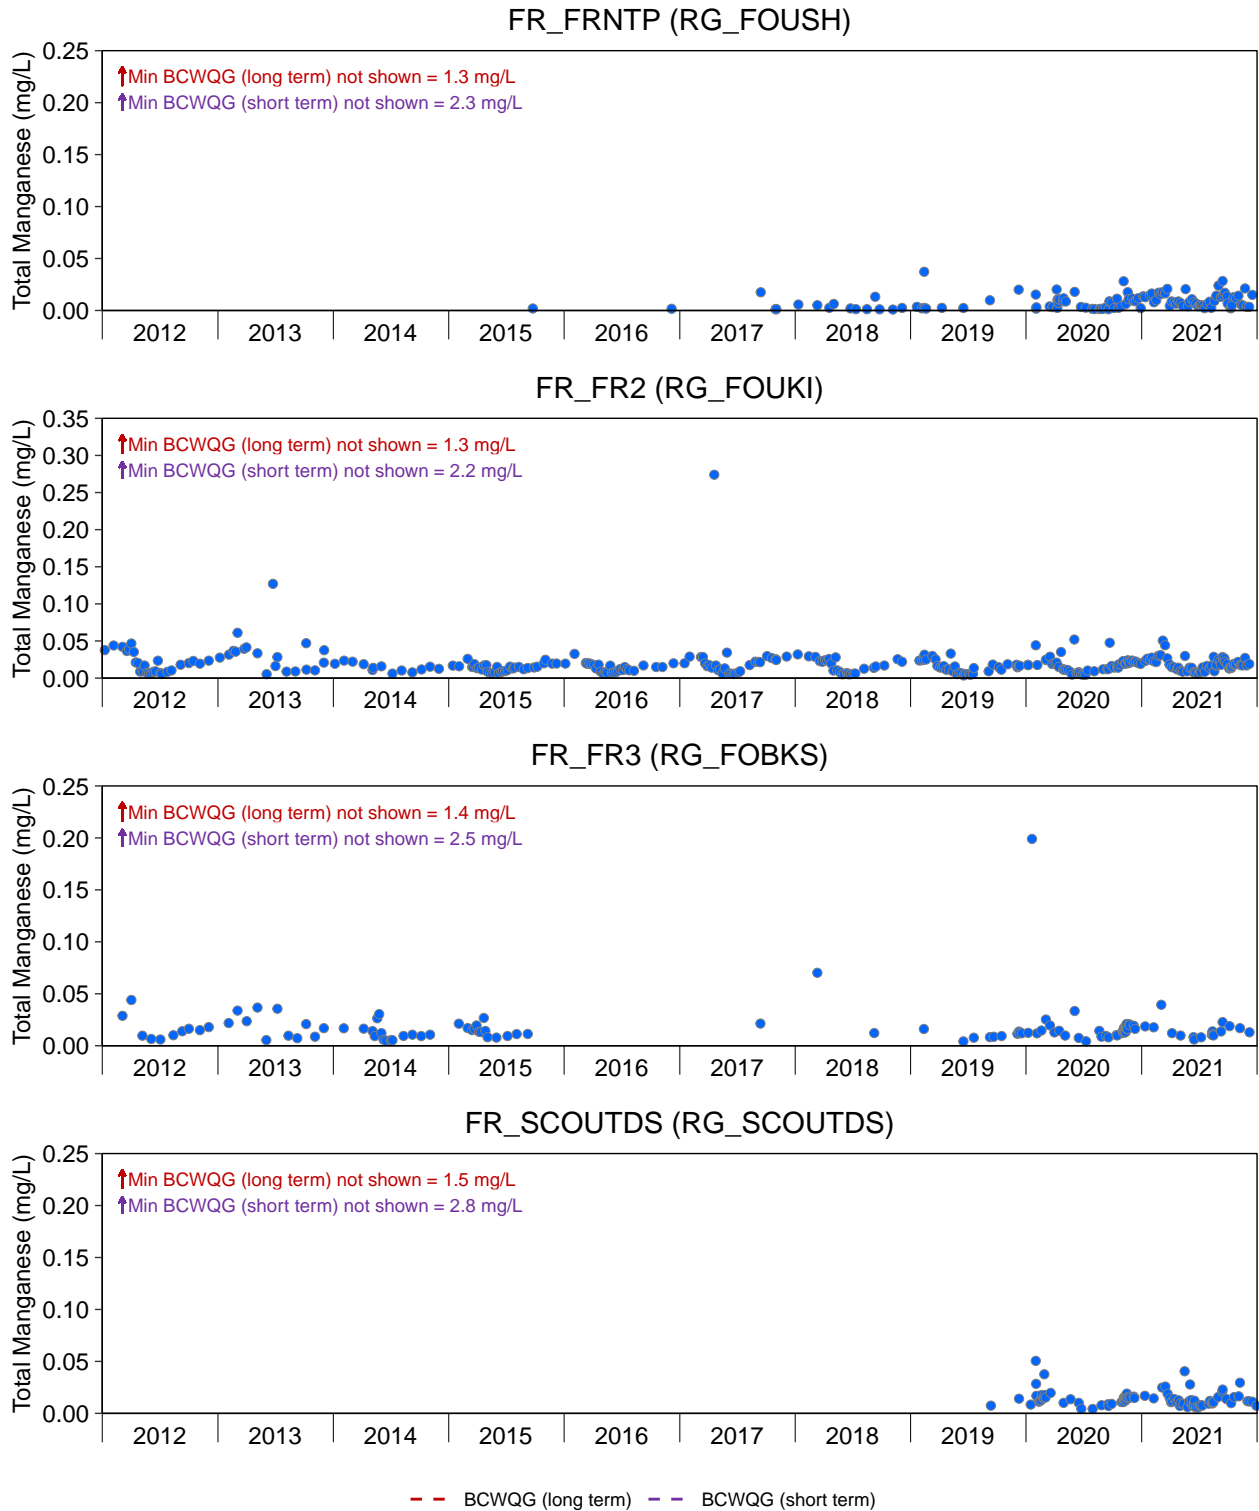 FR_FRNTP (RG_FOUSH)
Total Manganese (mg/L)
0.25
0.20
0.15
0.10
0.05
0.00
Min BCWQG (long term) not shown = 1.3 mg/L
Min BCWQG (short term) not shown = 2.3 mg/L
2012 2013 2014 2015 2016 2017 2018 2019 2020 2021
FR_FR2 (RG_FOUKI)
Total Manganese (mg/L)
0.35
0.30
0.25
0.20
0.15
0.10
0.05
0.00
Min BCWQG (long term) not shown = 1.3 mg/L
Min BCWQG (short term) not shown = 2.2 mg/L
2012 2013 2014 2015 2016 2017 2018 2019 2020 2021
FR_FR3 (RG_FOBKS)
Total Manganese (mg/L)
0.25
0.20
0.15
0.10
0.05
0.00
Min BCWQG (long term) not shown = 1.4 mg/L
Min BCWQG (short term) not shown = 2.5 mg/L
2012 2013 2014 2015 2016 2017 2018 2019 2020 2021
FR_SCOUTDS (RG_SCOUTDS)
Total Manganese (mg/L)
0.25
0.20
0.15
0.10
0.05
0.00
Min BCWQG (long term) not shown = 1.5 mg/L
Min BCWQG (short term) not shown = 2.8 mg/L
2012 2013 2014 2015 2016 2017 2018 2019 2020 2021
BCWQG (long term) BCWQG (short term)